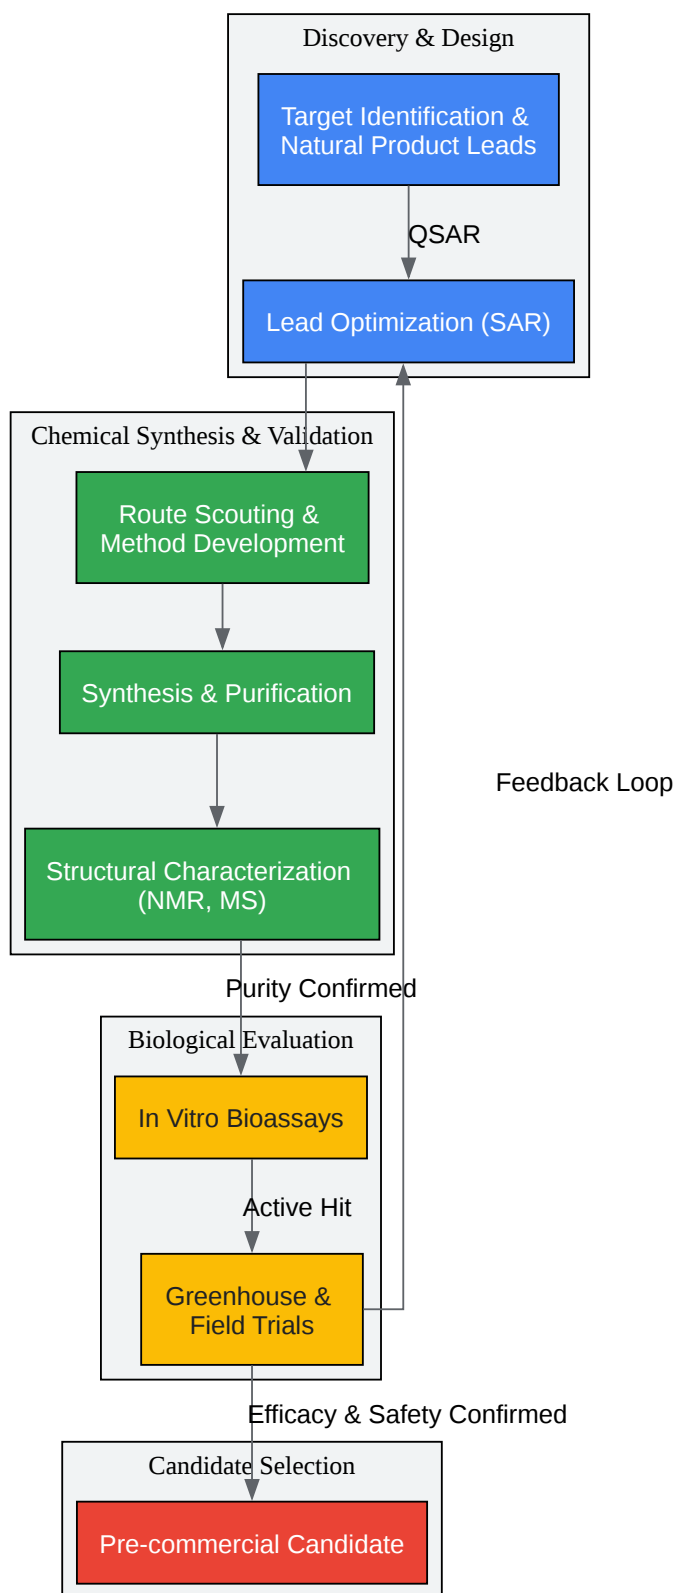 Discovery & Design
Target Identification &
Natural Product Leads
QSAR
Lead Optimization (SAR)
Chemical Synthesis & Validation
Route Scouting &
Method Development
Synthesis & Purification
Feedback Loop
Structural Characterization
(NMR, MS)
Purity Confirmed
Biological Evaluation
In Vitro Bioassays
Active Hit
Greenhouse &
Field Trials
Efficacy & Safety Confirmed
Candidate Selection
Pre-commercial Candidate